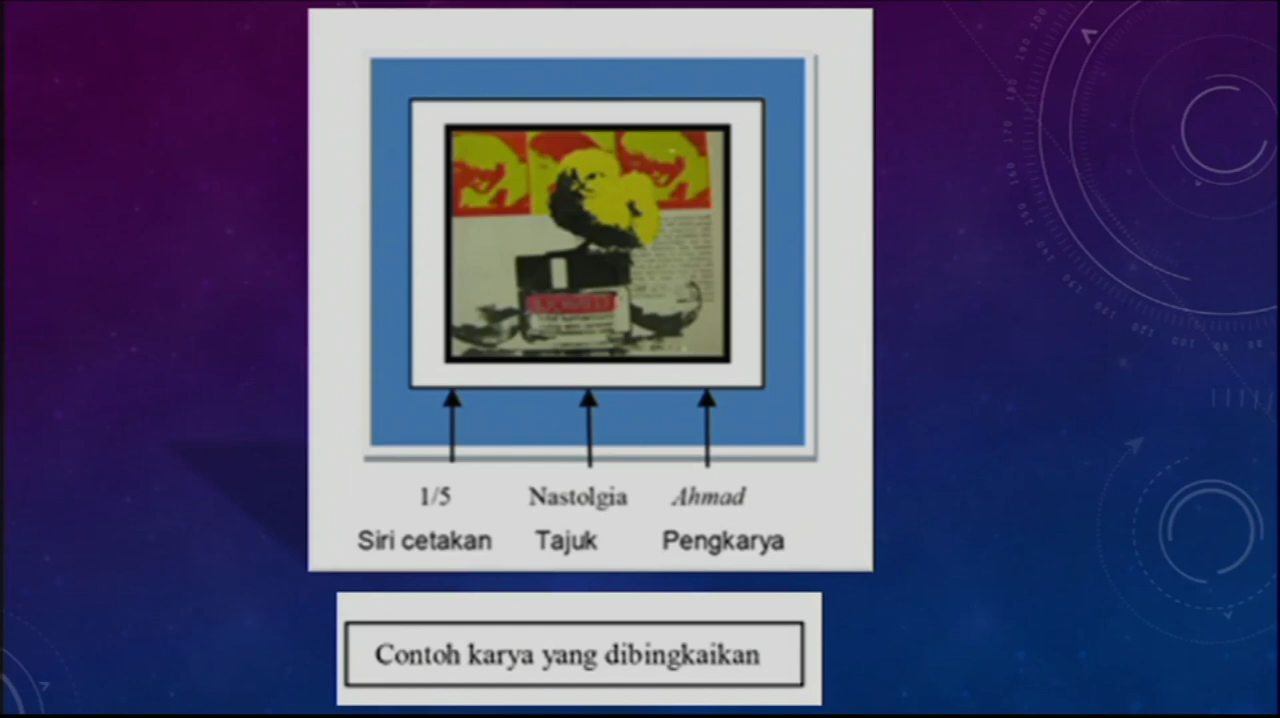 1/5 Nastolgia Ahmad
Siri cetakan Tajuk Pengkarya
Contoh karya yang dibingkaikan